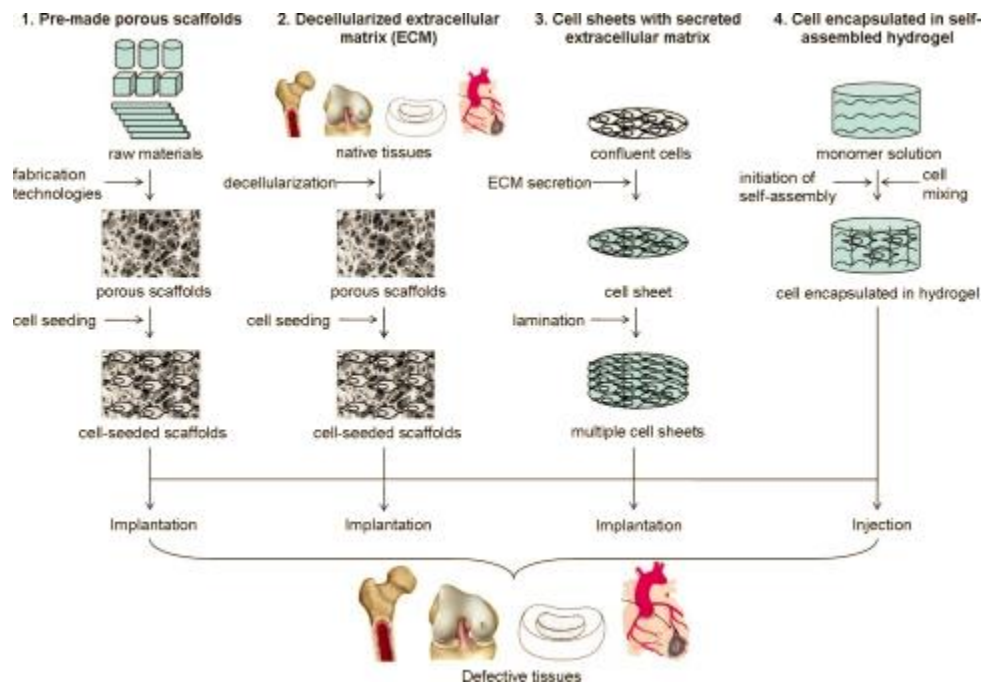 1. Pre-made porous scaffolds
raw materials
fabrication
technologies
porous scaffolds
cell seeding
cell-seeded scaffolds
Implantation
2. Decellularized extracellular
matrix (ECM)
native tissues
decellularization
porous scaffolds
cell seeding
cell-seeded scaffolds
Implantation
3. Cell sheets with secreted
extracellular matrix
confluent cells
ECM secretion
cell sheet
lamination
multiple cell sheets
Implantation
4. Cell encapsulated in self-
assembled hydrogel
monomer solution
initiation of
self-assembly
cell
mixing
cell encapsulated in hydrogel
Injection
Defective tissues